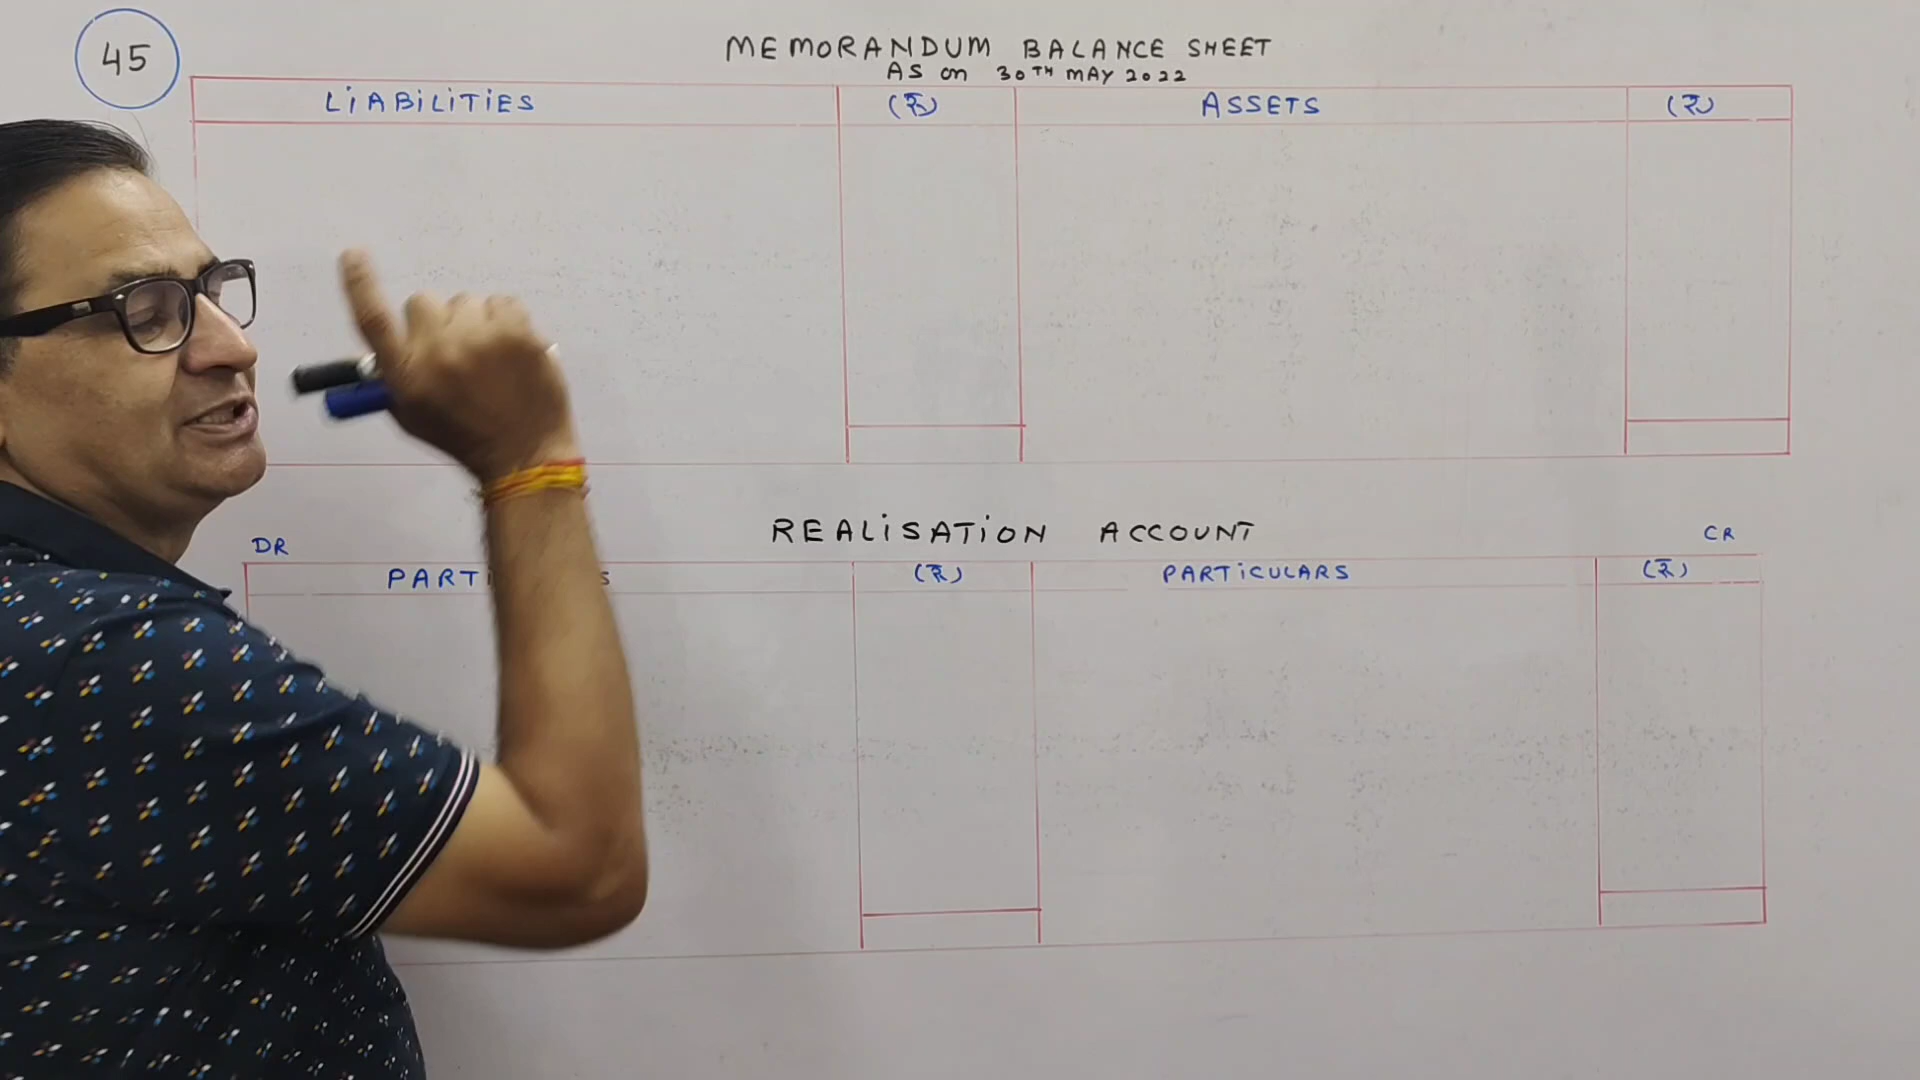 45
MEMORANDUM BALANCE SHEET
AS ON 30TH MAY 2022
LIABILITIES (₹) ASSETS (₹)
REALISATION ACCOUNT
DR CR
(₹) PARTICULARS (₹)